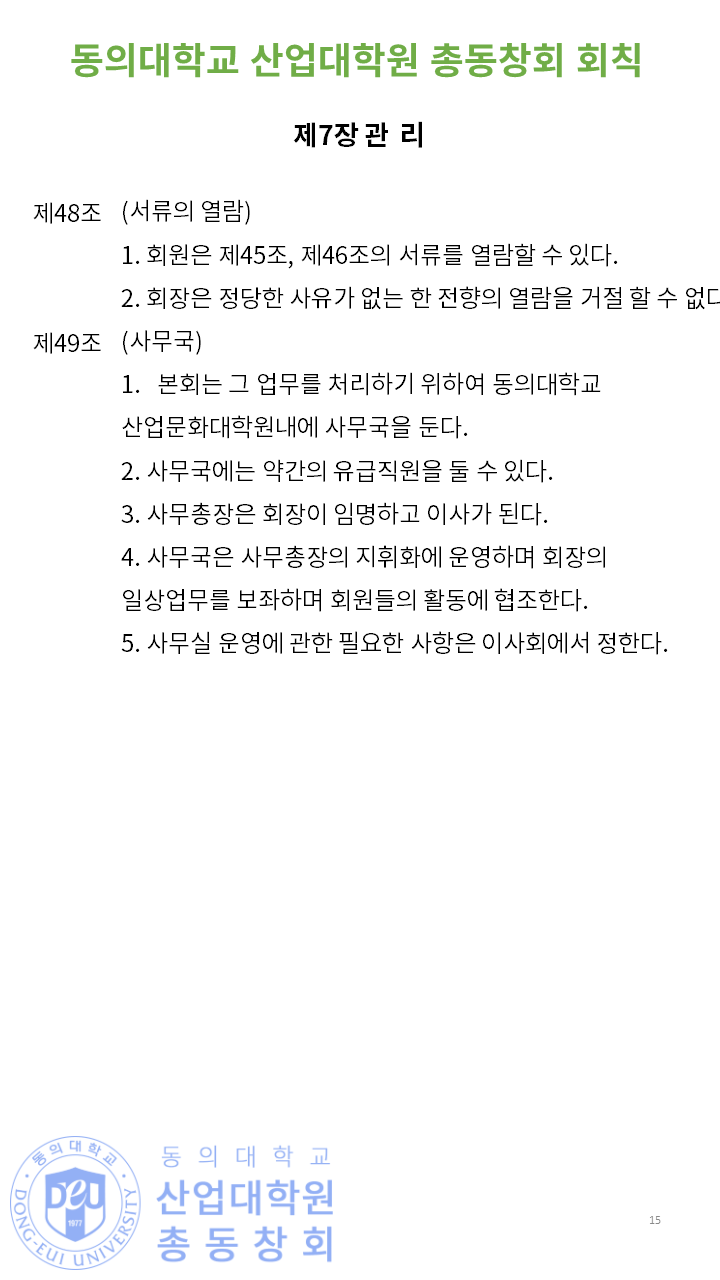 동의대학교 산업대학원 총동창회 회칙
제7장 관 리
제48조 (서류의 열람)
1. 회원은 제45조, 제46조의 서류를 열람할 수 있다.
2. 회장은 정당한 사유가 없는 한 전향의 열람을 거절 할 수 없다
제49조 (사무국)
1. 본회는 그 업무를 처리하기 위하여 동의대학교
산업문화대학원내에 사무국을 둔다.
2. 사무국에는 약간의 유급직원을 둘 수 있다.
3. 사무총장은 회장이 임명하고 이사가 된다.
4. 사무국은 사무총장의 지휘화에 운영하며 회장의
일상업무를 보좌하며 회원들의 활동에 협조한다.
5. 사무실 운영에 관한 필요한 사항은 이사회에서 정한다.
동의대학교
DEU
1977
DONG-EUI UNIVERSITY
동 의 대 학 교
산업대학원
총 동 창 회
15